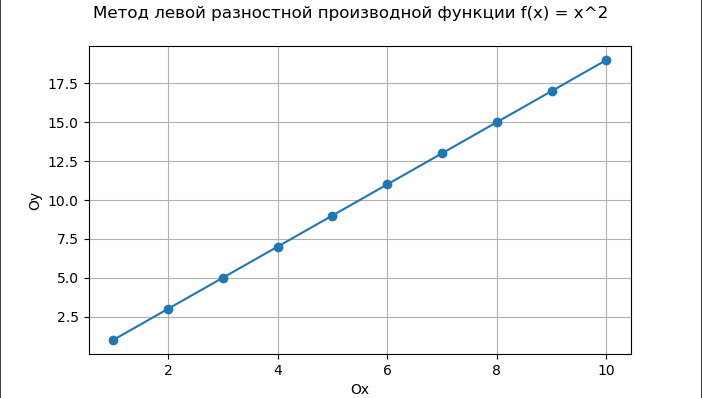 Метод левой разностной производной функции f(x) = x^2
17.5
15.0
12.5
10.0
7.5
5.0
2.5
Oy
2 4 6 8 10
Ox